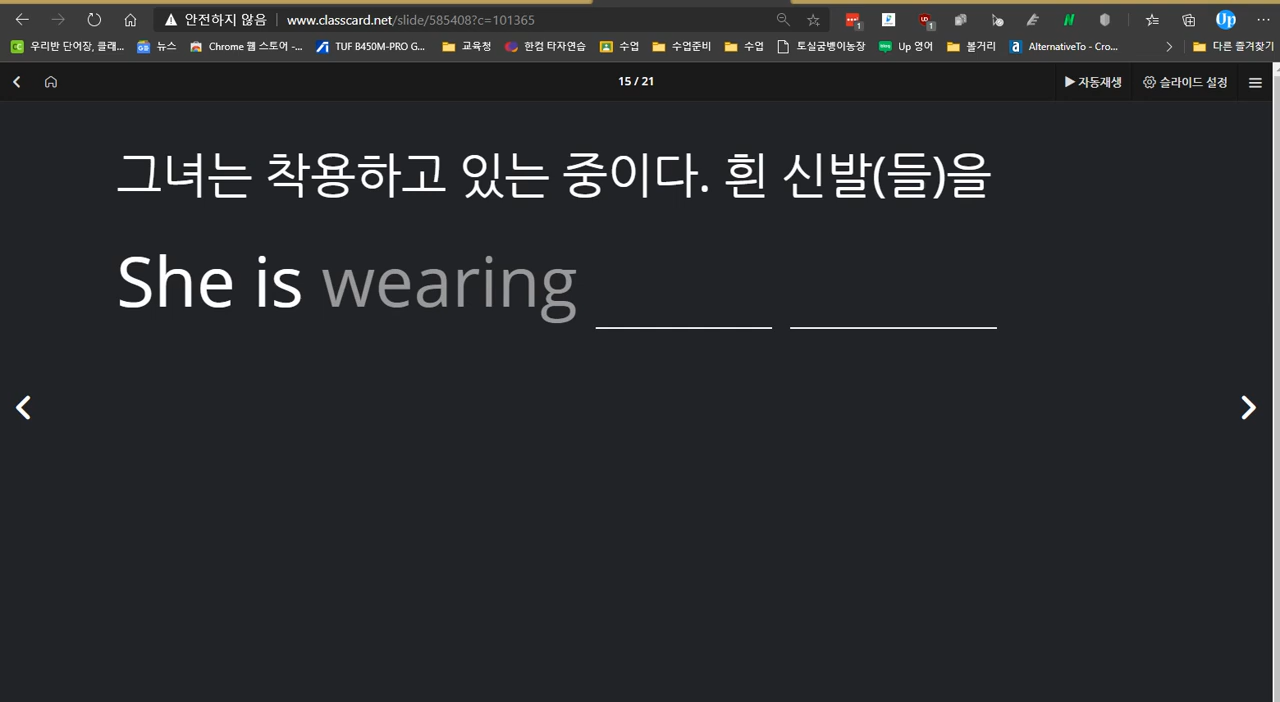 안전하지 않음 www.classcard.net/slide/585408?c=101365
우리반 단어장, 클래... 뉴스 Chrome 웹 스토어 -... TUF B450M-PRO G... 교육청 한컴 타자연습 수업 수업준비 수업 토실굼벵이농장 Up 영어 볼거리 AlternativeTo - Cro... 다른 즐겨찾기
15 / 21 자동재생 슬라이드 설정
그녀는 착용하고 있는 중이다. 흰 신발(들)을
She is wearing